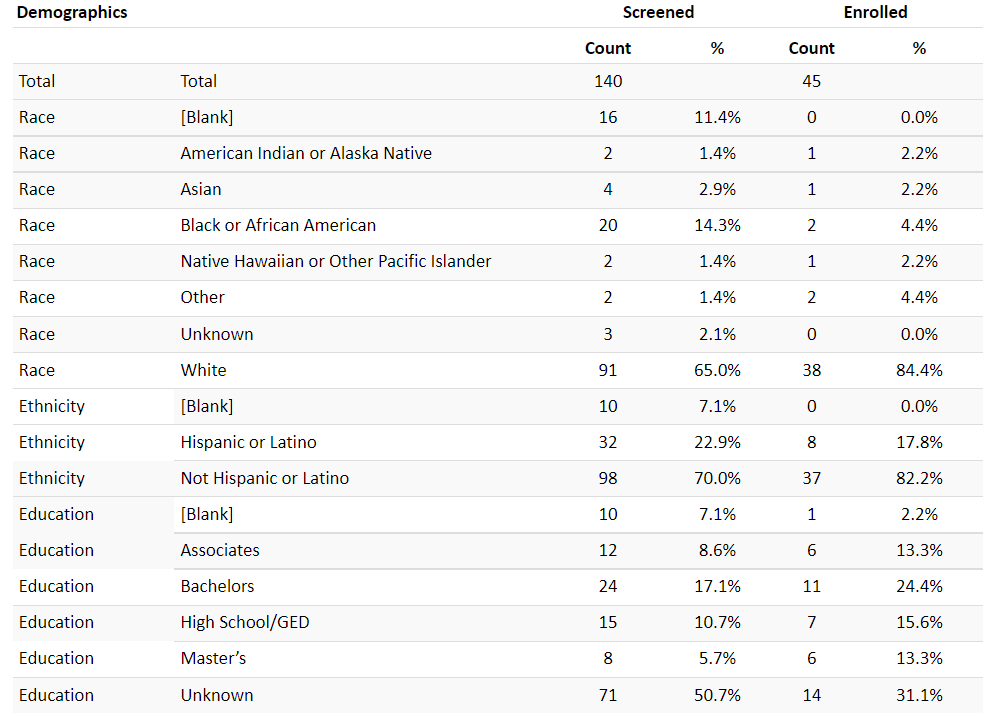 Demographics Screened Enrolled
Count % Count %
Total Total 140 45
Race [Blank] 16 11.4% 0 0.0%
Race American Indian or Alaska Native 2 1.4% 1 2.2%
Race Asian 4 2.9% 1 2.2%
Race Black or African American 20 14.3% 2 4.4%
Race Native Hawaiian or Other Pacific Islander 2 1.4% 1 2.2%
Race Other 2 1.4% 2 4.4%
Race Unknown 3 2.1% 0 0.0%
Race White 91 65.0% 38 84.4%
Ethnicity [Blank] 10 7.1% 0 0.0%
Ethnicity Hispanic or Latino 32 22.9% 8 17.8%
Ethnicity Not Hispanic or Latino 98 70.0% 37 82.2%
Education [Blank] 10 7.1% 1 2.2%
Education Associates 12 8.6% 6 13.3%
Education Bachelors 24 17.1% 11 24.4%
Education High School/GED 15 10.7% 7 15.6%
Education Master’s 8 5.7% 6 13.3%
Education Unknown 71 50.7% 14 31.1%